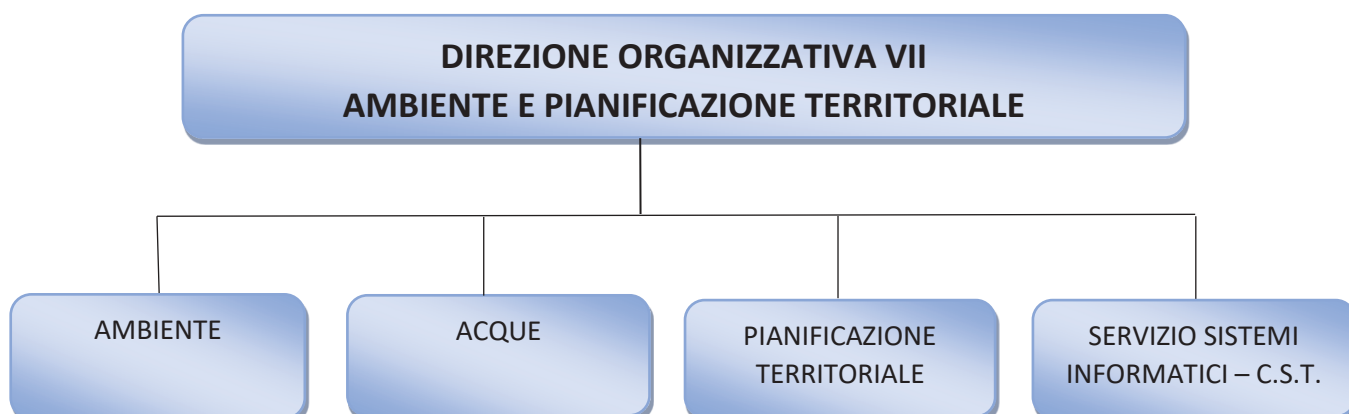 DIREZIONE ORGANIZZATIVA VII
AMBIENTE E PIANIFICAZIONE TERRITORIALE
AMBIENTE
ACQUE
PIANIFICAZIONE
TERRITORIALE
SERVIZIO SISTEMI
INFORMATICI – C.S.T.